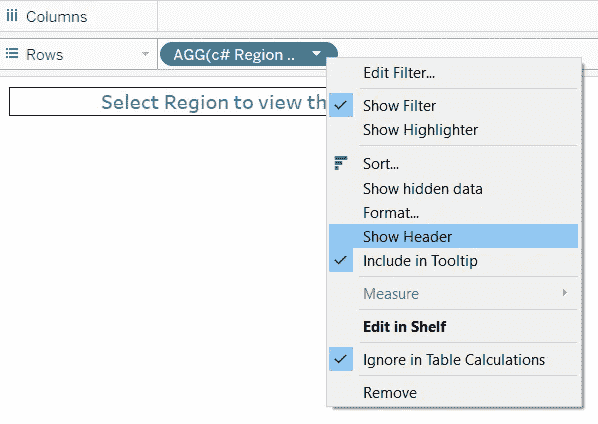 Columns
Rows
AGG(c# Region ..
Select Region to view th
Edit Filter...
Show Filter
Show Highlighter
Sort...
Show hidden data
Format...
Show Header
Include in Tooltip
Measure
Edit in Shelf
Ignore in Table Calculations
Remove